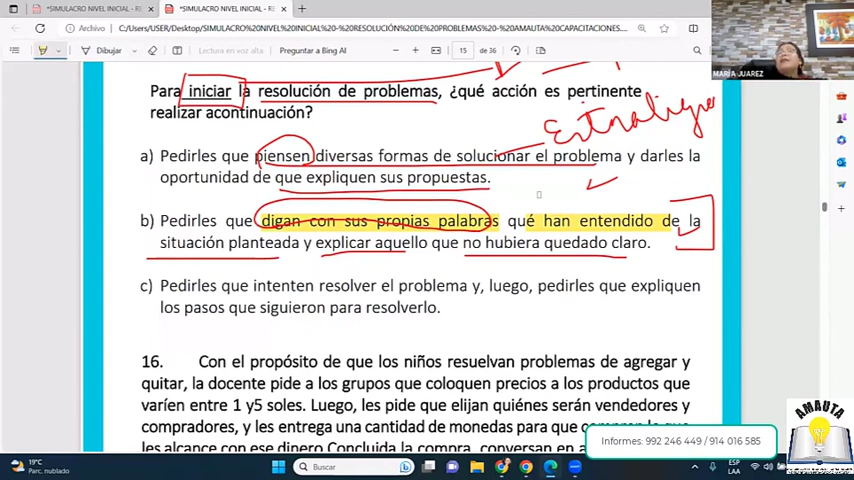 *SIMULACRO NIVEL INICIAL - RESO
*SIMULACRO NIVEL INICIAL - RESO
Archivo
C:/Users/USER/Desktop/SIMULACRO%20NIVEL%20INICIAL%20-%20RESOLUCIÓN%20DE%20PROBLEMAS%20-%20AMAUTA%20CAPACITACIONES.
Dibujar
Lectura en voz alta
Preguntar a Bing AI
15 de 36
MARÍA JUAREZ
Para iniciar la resolución de problemas, ¿qué acción es pertinente
realizar acontinuación?
a) Pedirles que piensen diversas formas de solucionar el problema y darles la
oportunidad de que expliquen sus propuestas.
b) Pedirles que digan con sus propias palabras qué han entendido de la
situación planteada y explicar aquello que no hubiera quedado claro.
c) Pedirles que intenten resolver el problema y, luego, pedirles que expliquen
los pasos que siguieron para resolverlo.
16. Con el propósito de que los niños resuelvan problemas de agregar y
quitar, la docente pide a los grupos que coloquen precios a los productos que
varíen entre 1 y5 soles. Luego, les pide que elijan quiénes serán vendedores y
compradores, y les entrega una cantidad de monedas para que compren lo que
les alcance con ese dinero Concluida la compra, conversan en
Informes: 992 246 449 / 914 016 585
AMAUTA
19°C
Parc. nublado
Buscar
ESP
LAA